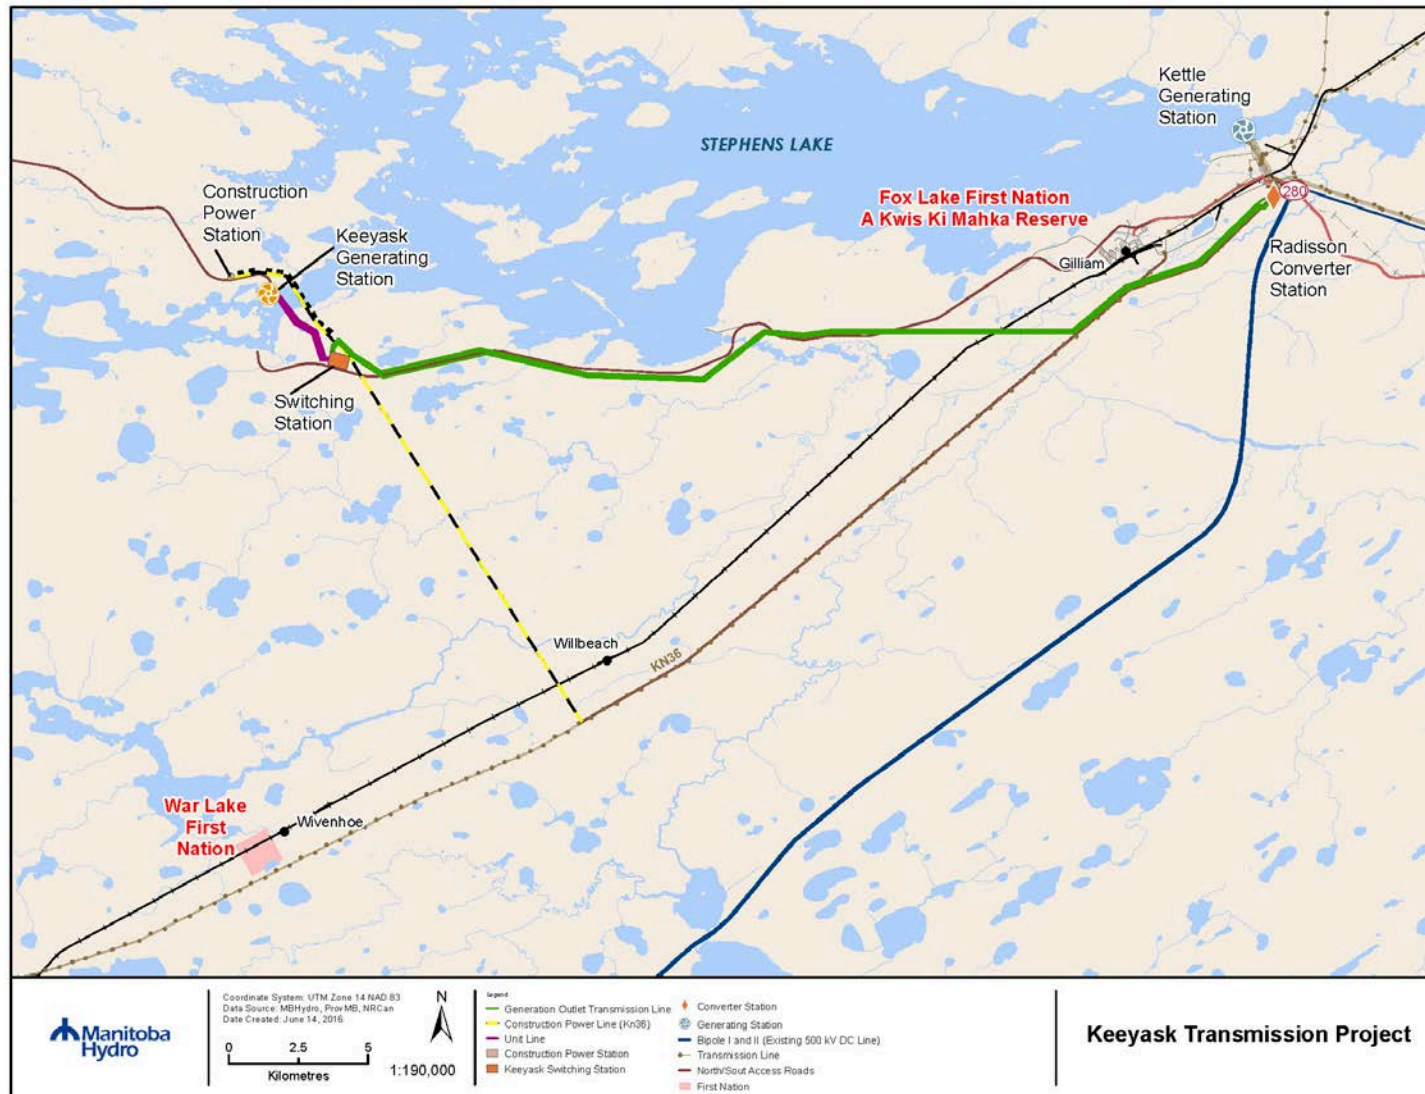 Kettle
Generating
Station
STEPHENS LAKE
Construction
Power
Station
Fox Lake First Nation
A Kwis Ki Mahka Reserve
280
Keeyask
Generating
Station
Gilliam
Radisson
Converter
Station
Switching
Station
Willbeach
KN36
War Lake
First
Nation
Wivenhoe
Manitoba
Hydro
Coordinate System: UTM Zone 14 NAD 83
Data Source: MBHydro, ProvMB, NRCan
Date Created: June 14, 2016
N
0 2.5 5
Kilometres
1:190,000
Legend
Generation Outlet Transmission Line
Construction Power Line (Kn36)
Unit Line
Construction Power Station
Keeyask Switching Station
Converter Station
Generating Station
Bipole I and II (Existing 500 kV DC Line)
Transmission Line
North/Sout Access Roads
First Nation
Keeyask Transmission Project